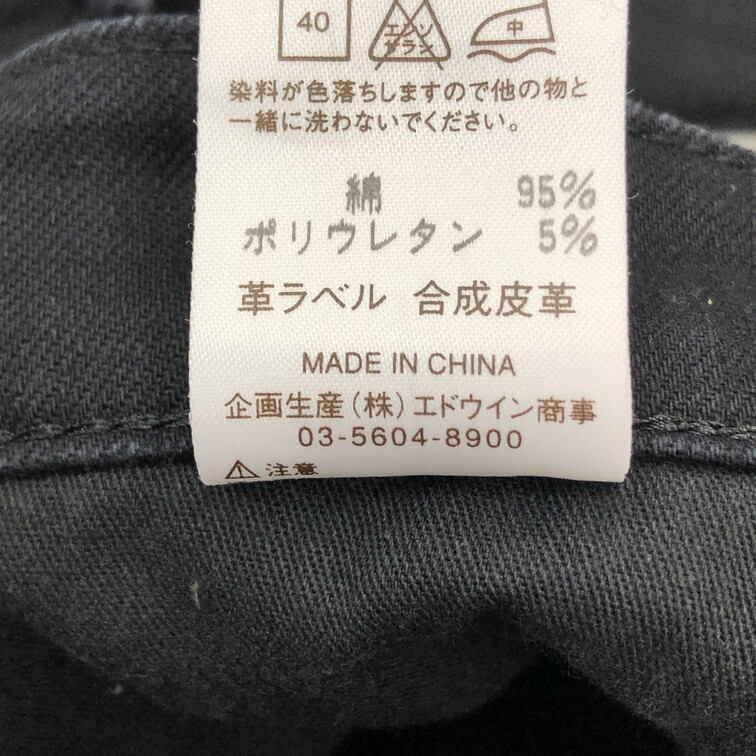 40
エンソ
サラシ
中
染料が色落ちしますので他の物と
一緒に洗わないでください。
綿 95%
ポリウレタン 5%
革ラベル 合成皮革
MADE IN CHINA
企画生産(株)エドウイン商事
03-5604-8900
注意